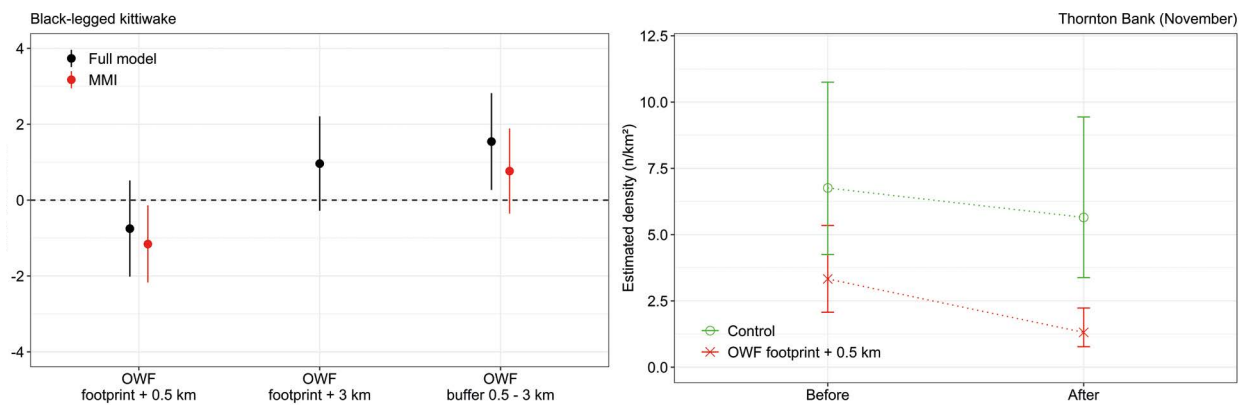 Black-legged kittiwake
4
2
0
-2
-4
Full model
MMI
OWF
footprint + 0.5 km
OWF
footprint + 3 km
OWF
buffer 0.5 - 3 km
Thornton Bank (November)
Estimated density (n/km²)
12.5
10.0
7.5
5.0
2.5
0.0
Control
OWF footprint + 0.5 km
Before
After